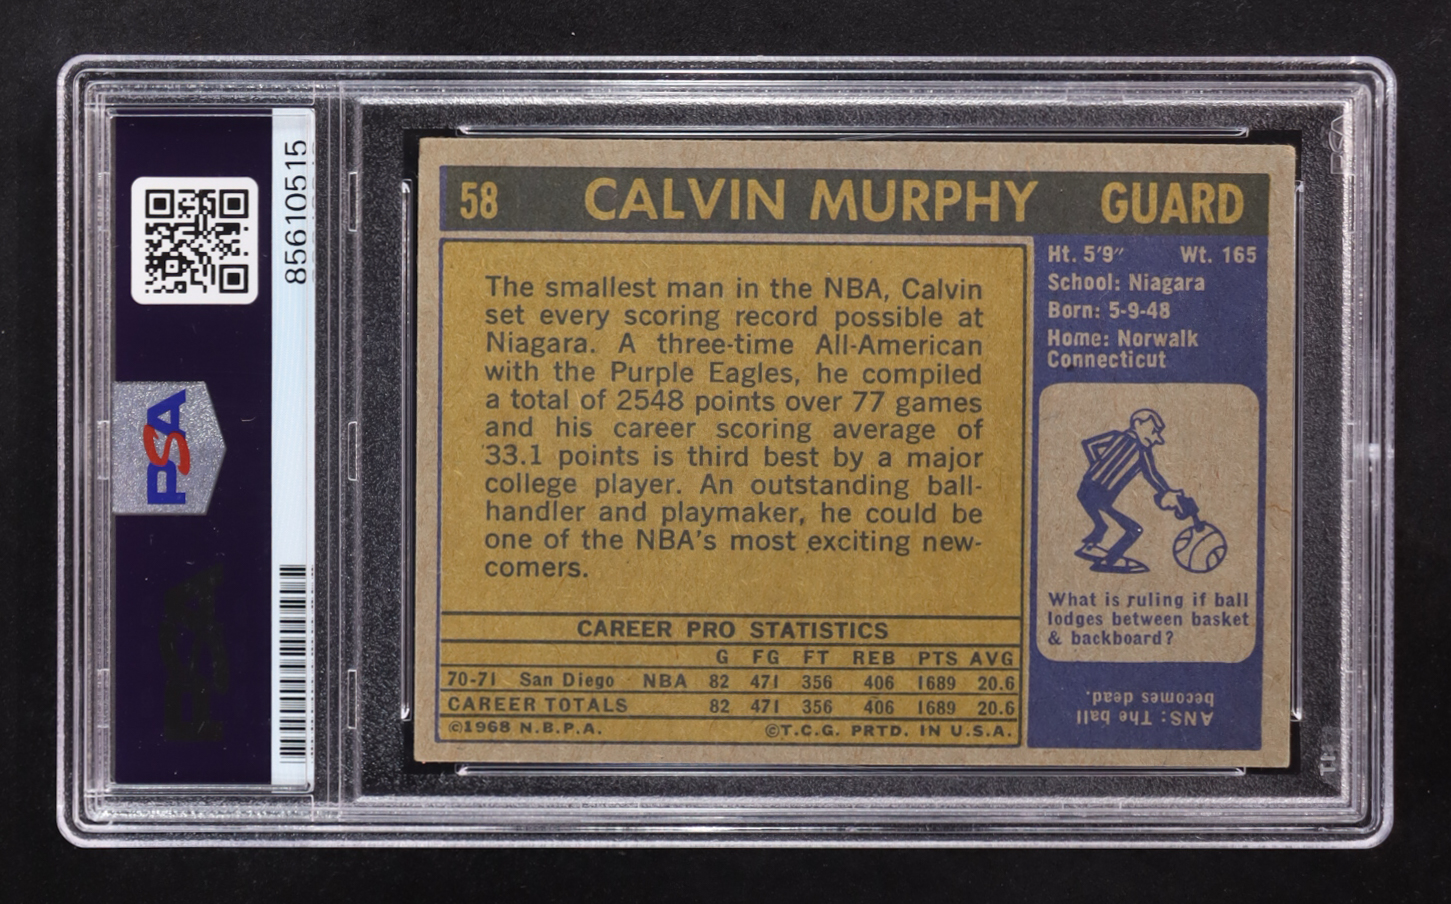 85610515
PSA
PSA
58 CALVIN MURPHY GUARD
The smallest man in the NBA, Calvin
set every scoring record possible at
Niagara. A three-time All-American
with the Purple Eagles, he compiled
a total of 2548 points over 77 games
and his career scoring average of
33.1 points is third best by a major
college player. An outstanding ball-
handler and playmaker, he could be
one of the NBA's most exciting new-
comers.
CAREER PRO STATISTICS
G FG FT REB PTS AVG
70-71 San Diego NBA 82 471 356 406 1689 20.6
CAREER TOTALS 82 471 356 406 1689 20.6
©1968 N.B.P.A. ©T.C.G. PRTD. IN U.S.A.
Ht. 5'9" Wt. 165
School: Niagara
Born: 5-9-48
Home: Norwalk
Connecticut
What is ruling if ball
lodges between basket
& backboard?
ANS: The ball
becomes dead.